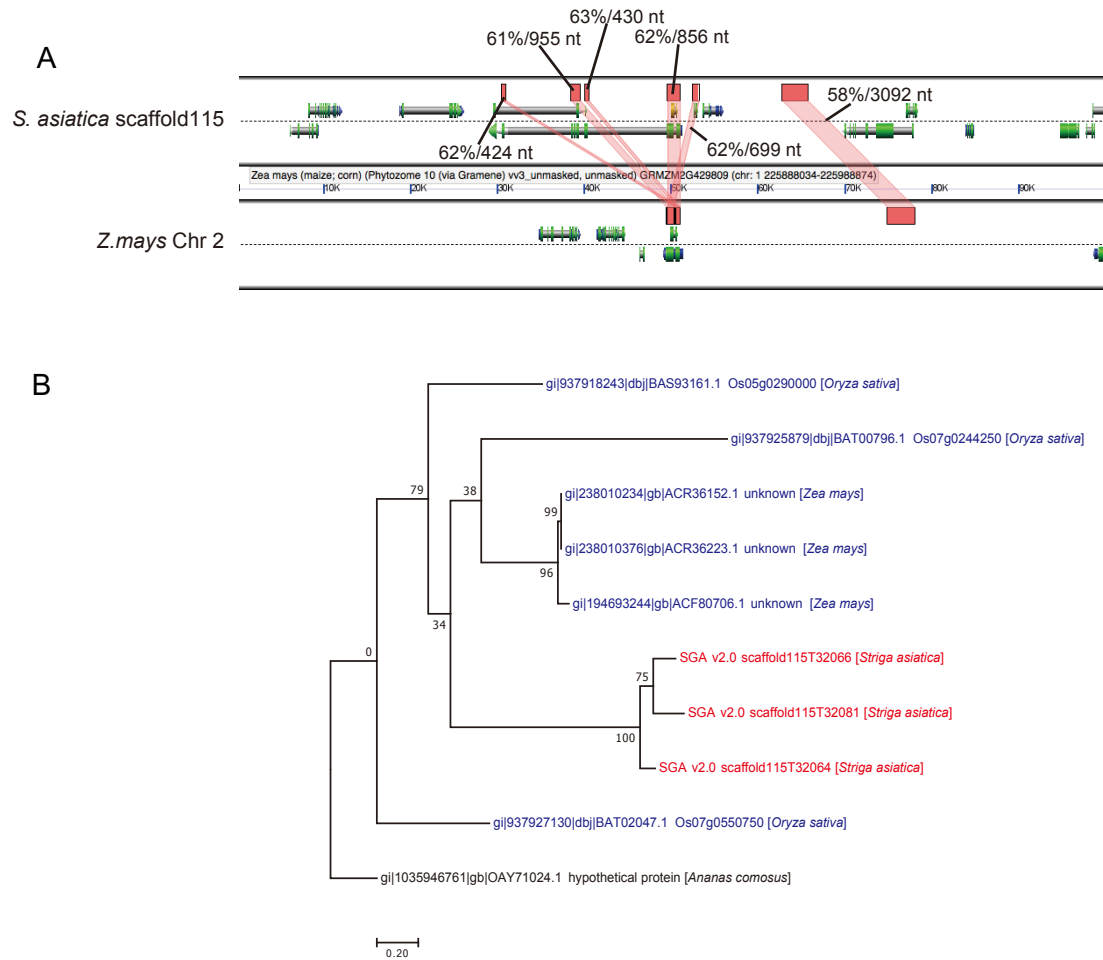 A
63%/430 nt
61%/955 nt
62%/856 nt
S. asiatica scaffold115
58%/3092 nt
62%/424 nt
62%/699 nt
Zea mays (maize; corn) (Phytozome 10 (via Gramene) vv3_unmasked, unmasked) GRMZM2G429809 (chr: 1 225888034-225988874)
10K 20K 30K 40K 50K 60K 70K 80K 90K
Z.mays Chr 2
B
gi|937918243|dbj|BAS93161.1 Os05g0290000 [Oryza sativa]
gi|937925879|dbj|BAT00796.1 Os07g0244250 [Oryza sativa]
79
38
gi|238010234|gb|ACR36152.1 unknown [Zea mays]
99
gi|238010376|gb|ACR36223.1 unknown [Zea mays]
96
gi|194693244|gb|ACF80706.1 unknown [Zea mays]
34
0
SGA v2.0 scaffold115T32066 [Striga asiatica]
75
SGA v2.0 scaffold115T32081 [Striga asiatica]
100
SGA v2.0 scaffold115T32064 [Striga asiatica]
gi|937927130|dbj|BAT02047.1 Os07g0550750 [Oryza sativa]
gi|1035946761|gb|OAY71024.1 hypothetical protein [Ananas comosus]
0.20